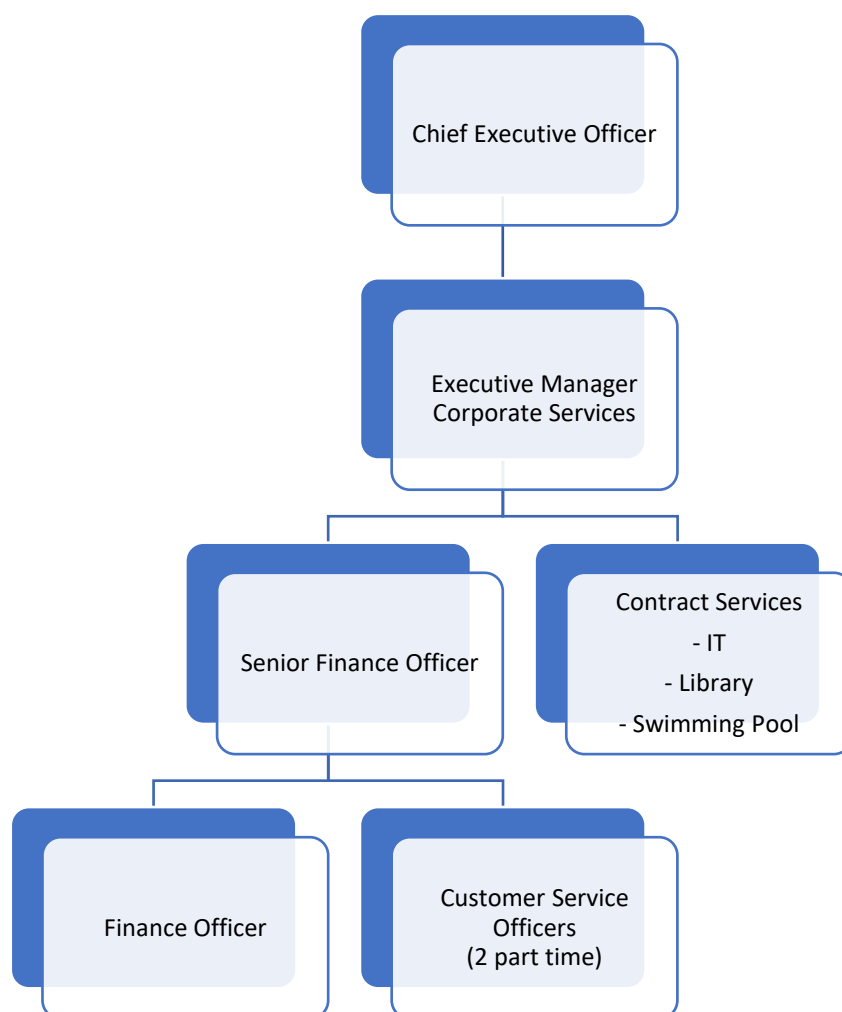 Chief Executive Officer
Executive Manager
Corporate Services
Senior Finance Officer
Contract Services
- IT
- Library
- Swimming Pool
Finance Officer
Customer Service
Officers
(2 part time)